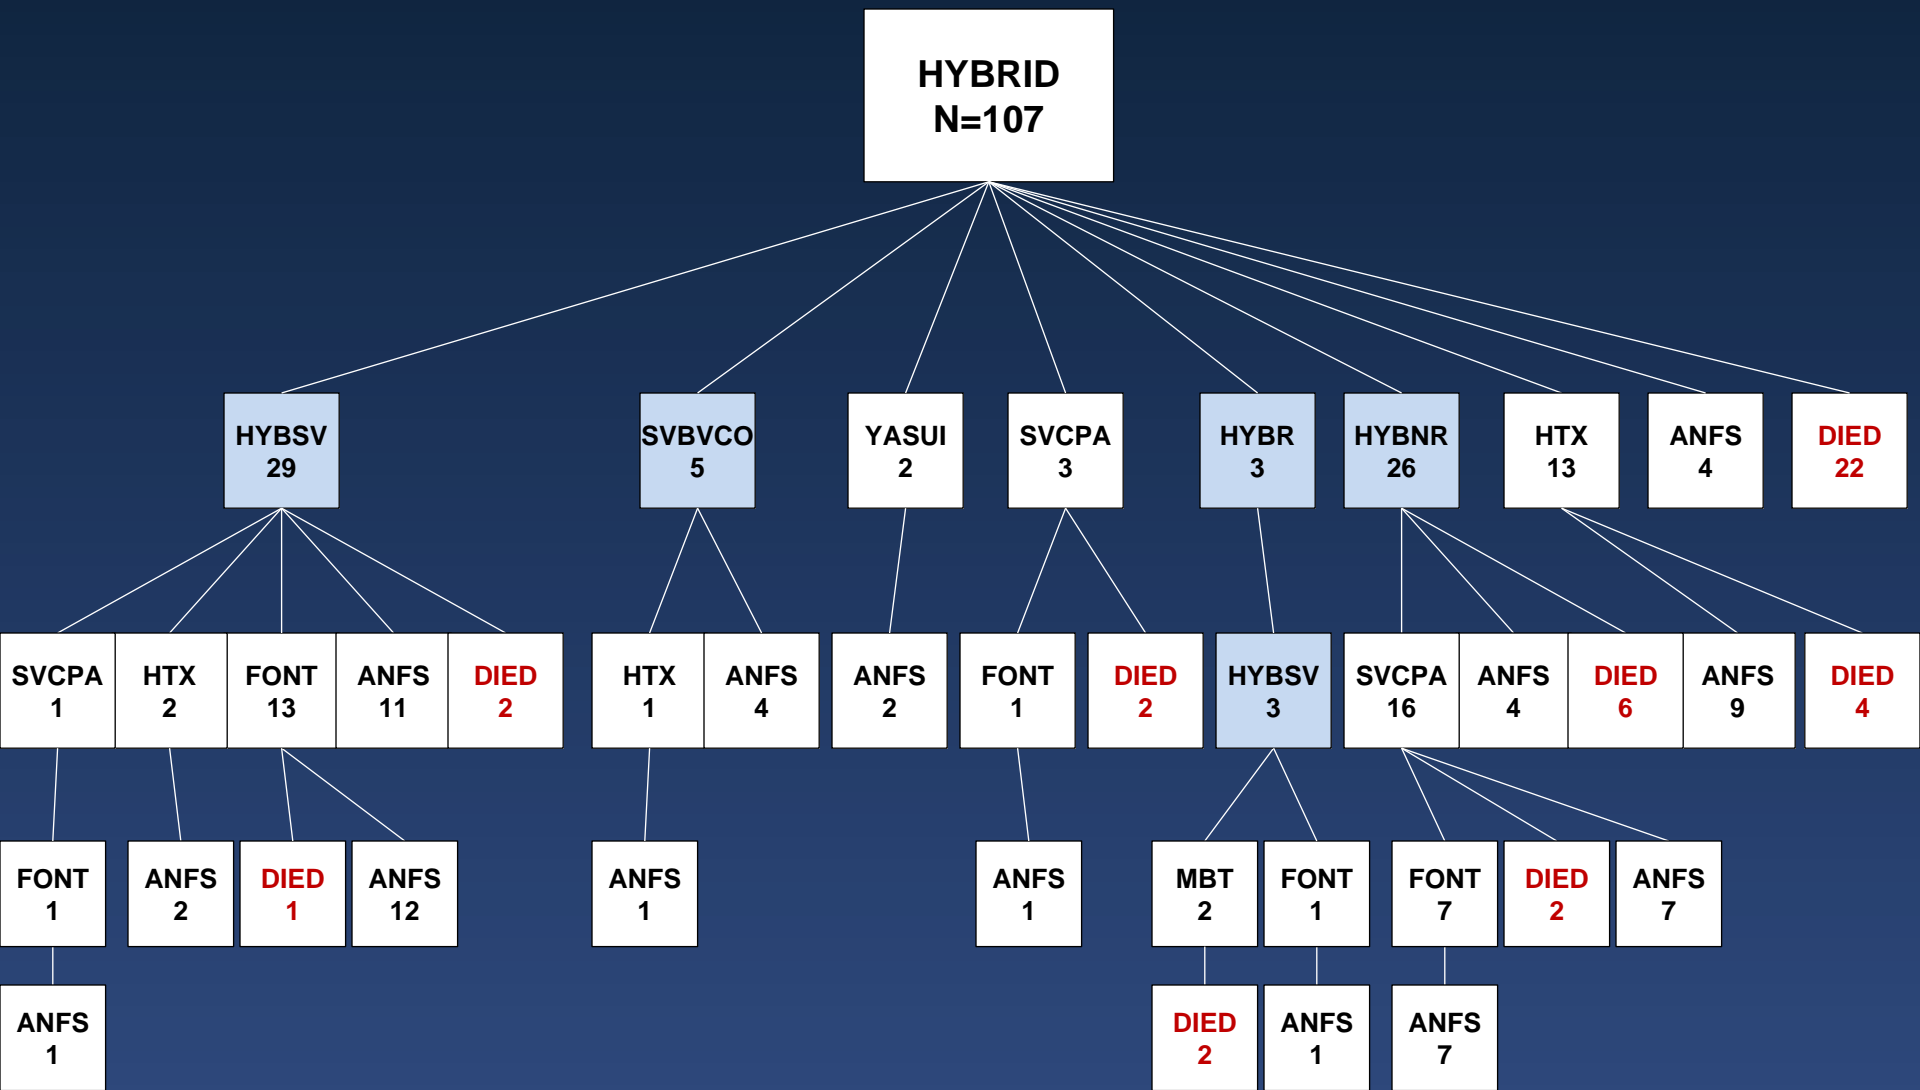 HYBRID
N=107
HYBSV
29
SVBVCO
5
YASUI
2
SVCPA
3
HYBR
3
HYBNR
26
HTX
13
ANFS
4
DIED
22
SVCPA
1
HTX
2
FONT
13
ANFS
11
DIED
2
HTX
1
ANFS
4
ANFS
2
FONT
1
DIED
2
HYBSV
3
SVCPA
16
ANFS
4
DIED
6
ANFS
9
DIED
4
FONT
1
ANFS
2
DIED
1
ANFS
12
ANFS
1
ANFS
1
MBT
2
FONT
1
FONT
7
DIED
2
ANFS
7
ANFS
1
DIED
2
ANFS
1
ANFS
7